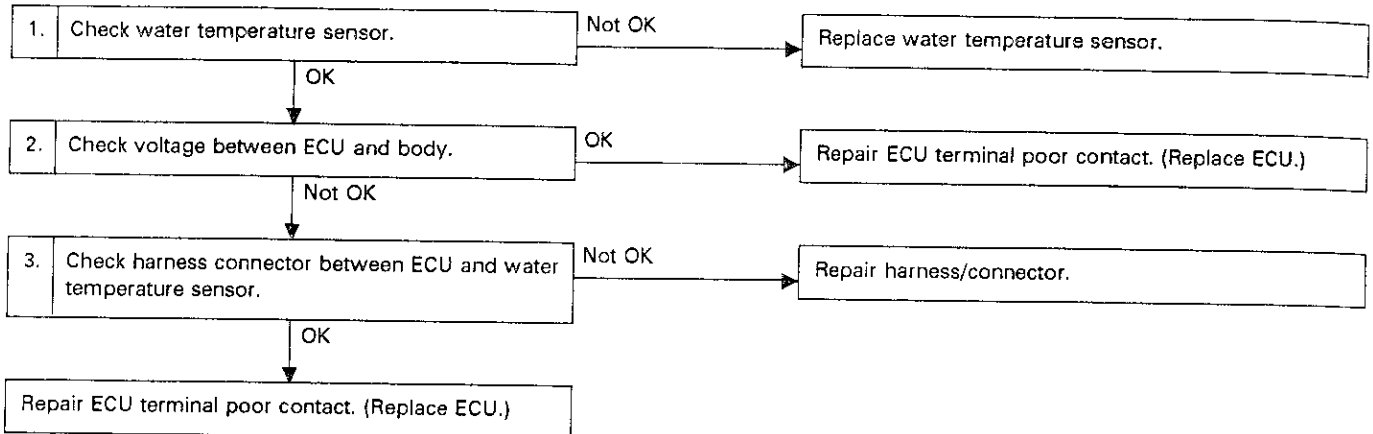 1. Check water temperature sensor.
Not OK
Replace water temperature sensor.
OK
2. Check voltage between ECU and body.
OK
Repair ECU terminal poor contact. (Replace ECU.)
Not OK
3. Check harness connector between ECU and water
temperature sensor.
Not OK
Repair harness/connector.
OK
Repair ECU terminal poor contact. (Replace ECU.)